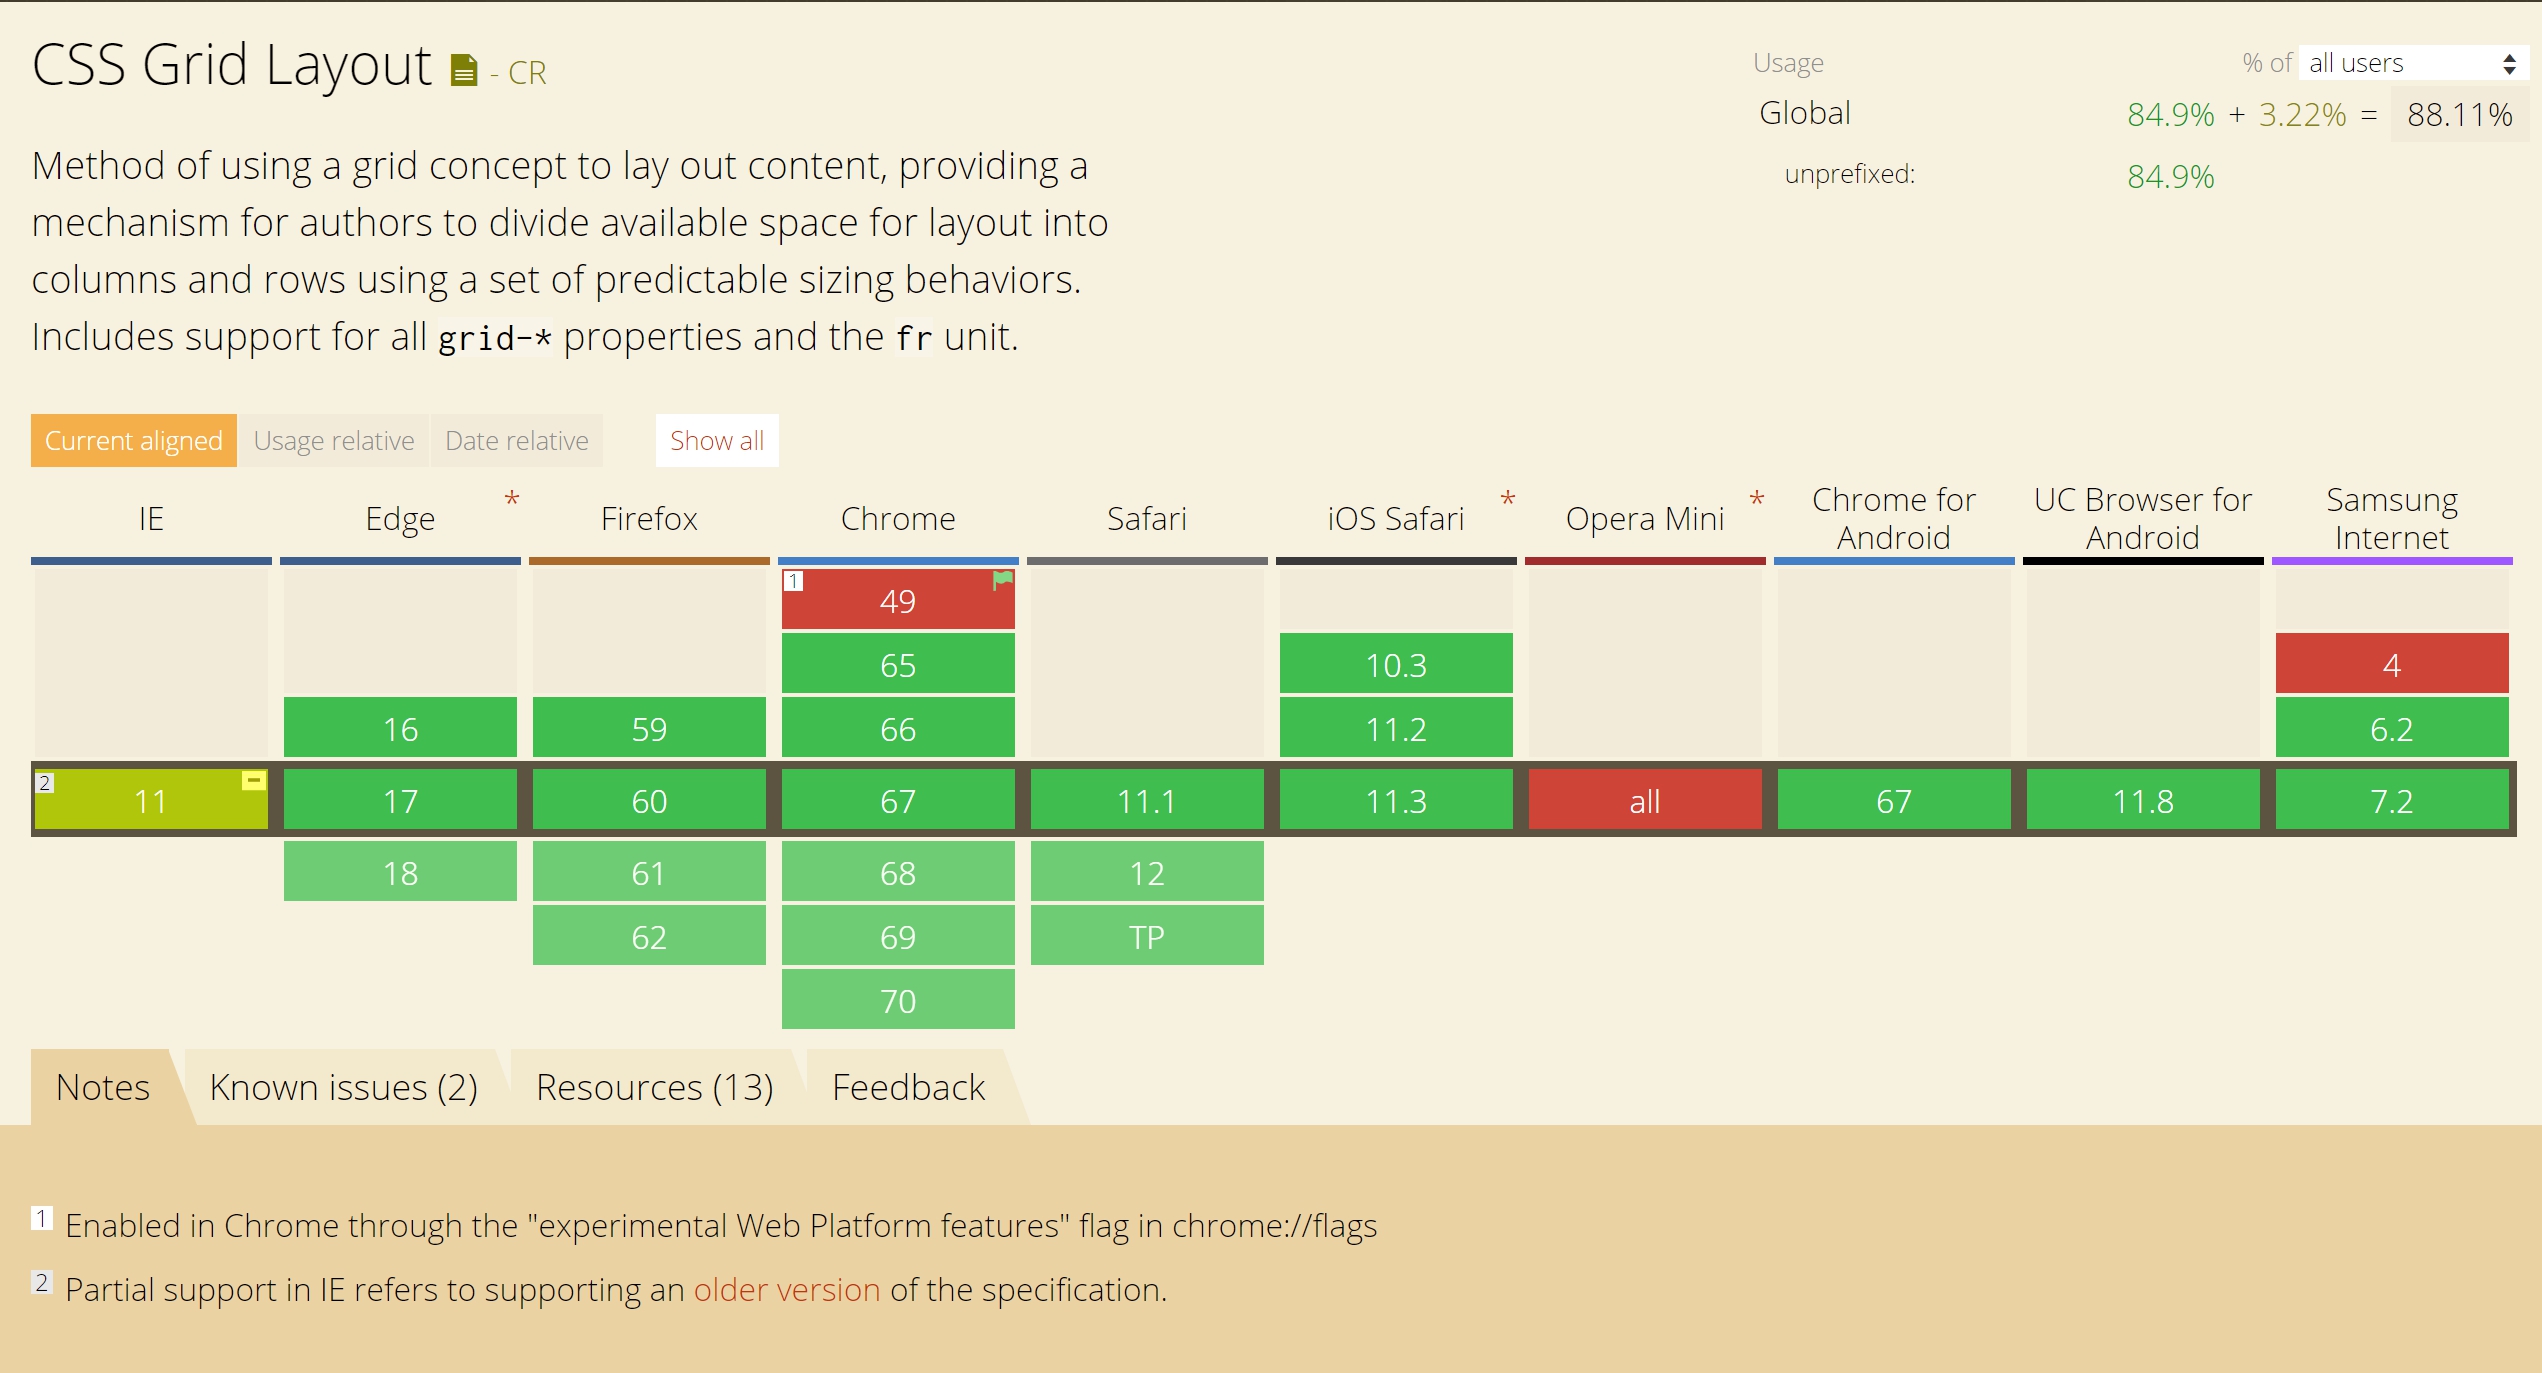 CSS Grid Layout - CR
Usage % of all users
Global 84.9% + 3.22% = 88.11%
unprefixed: 84.9%
Method of using a grid concept to lay out content, providing a
mechanism for authors to divide available space for layout into
columns and rows using a set of predictable sizing behaviors.
Includes support for all grid-* properties and the fr unit.
Current aligned Usage relative Date relative Show all
IE Edge * Firefox Chrome Safari iOS Safari * Opera Mini * Chrome for Android UC Browser for Android Samsung Internet
1 49
65 10.3 4
16 59 66 11.2 6.2
2 11 - 17 60 67 11.1 11.3 all 67 11.8 7.2
18 61 68 12
62 69 TP
70
Notes Known issues (2) Resources (13) Feedback
1 Enabled in Chrome through the "experimental Web Platform features" flag in chrome://flags
2 Partial support in IE refers to supporting an older version of the specification.